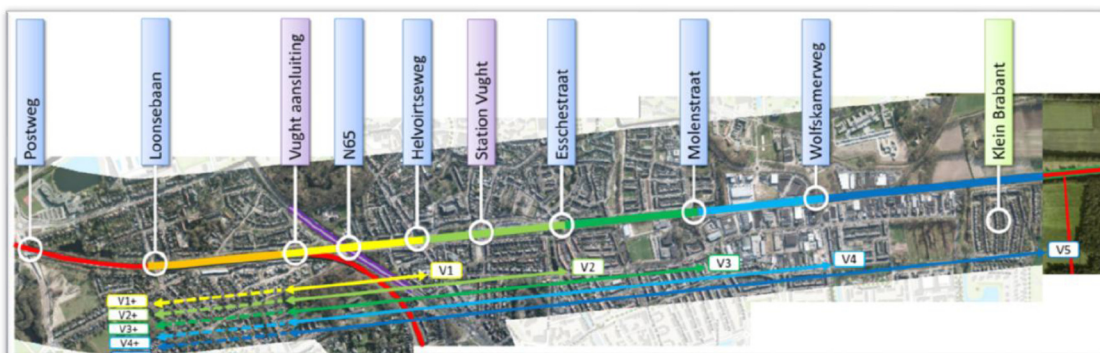 Postweg
Loonsebaan
Vught aansluiting
N65
Helvoirtseweg
Station Vught
Esschestraat
Molenstraat
Wolfskamerweg
Klein Brabant
V1
V2
V3
V4
V5
V1+
V2+
V3+
V4+